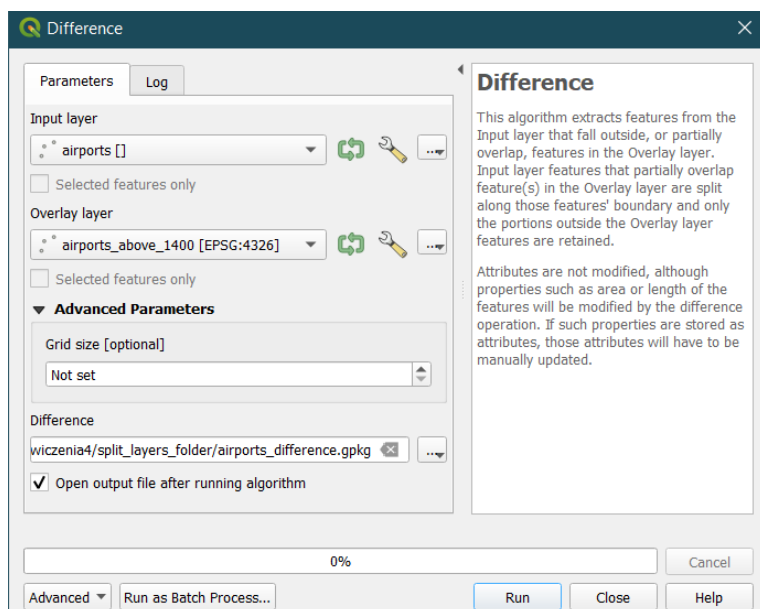 Difference
Parameters
Log
Input layer
airports []
Selected features only
Overlay layer
airports_above_1400 [EPSG:4326]
Selected features only
Advanced Parameters
Grid size [optional]
Not set
Difference
wiczenia4/split_layers_folder/airports_difference.gpkg
Open output file after running algorithm
Difference
This algorithm extracts features from the
Input layer that fall outside, or partially
overlap, features in the Overlay layer.
Input layer features that partially overlap
feature(s) in the Overlay layer are split
along those features' boundary and only
the portions outside the Overlay layer
features are retained.
Attributes are not modified, although
properties such as area or length of the
features will be modified by the difference
operation. If such properties are stored as
attributes, those attributes will have to be
manually updated.
0%
Cancel
Advanced
Run as Batch Process...
Run
Close
Help